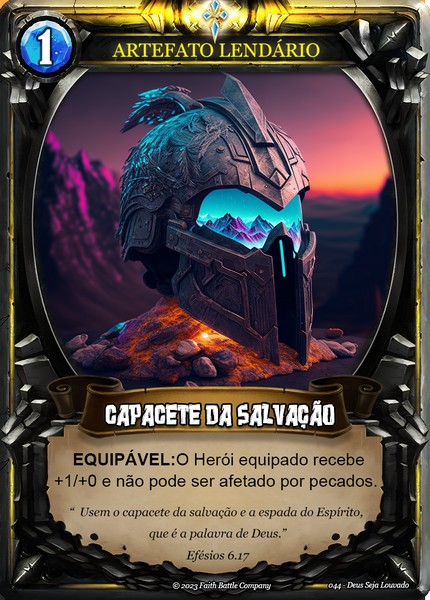 1
ARTEFATO LENDÁRIO
CAPACETE DA SALVAÇÃO
EQUIPÁVEL:O Herói equipado recebe
+1/+0 e não pode ser afetado por pecados.
“ Usem o capacete da salvação e a espada do Espírito,
que é a palavra de Deus.”
Efésios 6.17
© 2023 Faith Battle Company
044 - Deus Seja Louvado